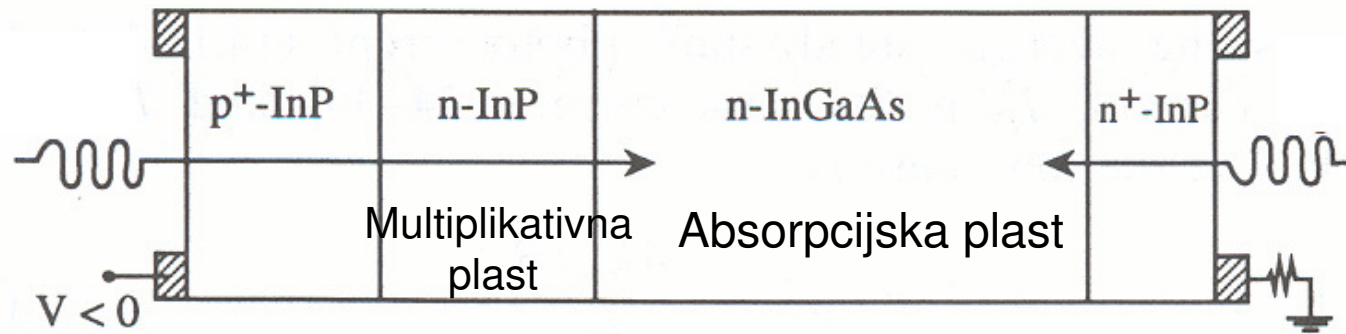 p⁺-InP n-InP n-InGaAs n⁺-InP
Multiplikativna Absorpcijska plast
plast
V < 0